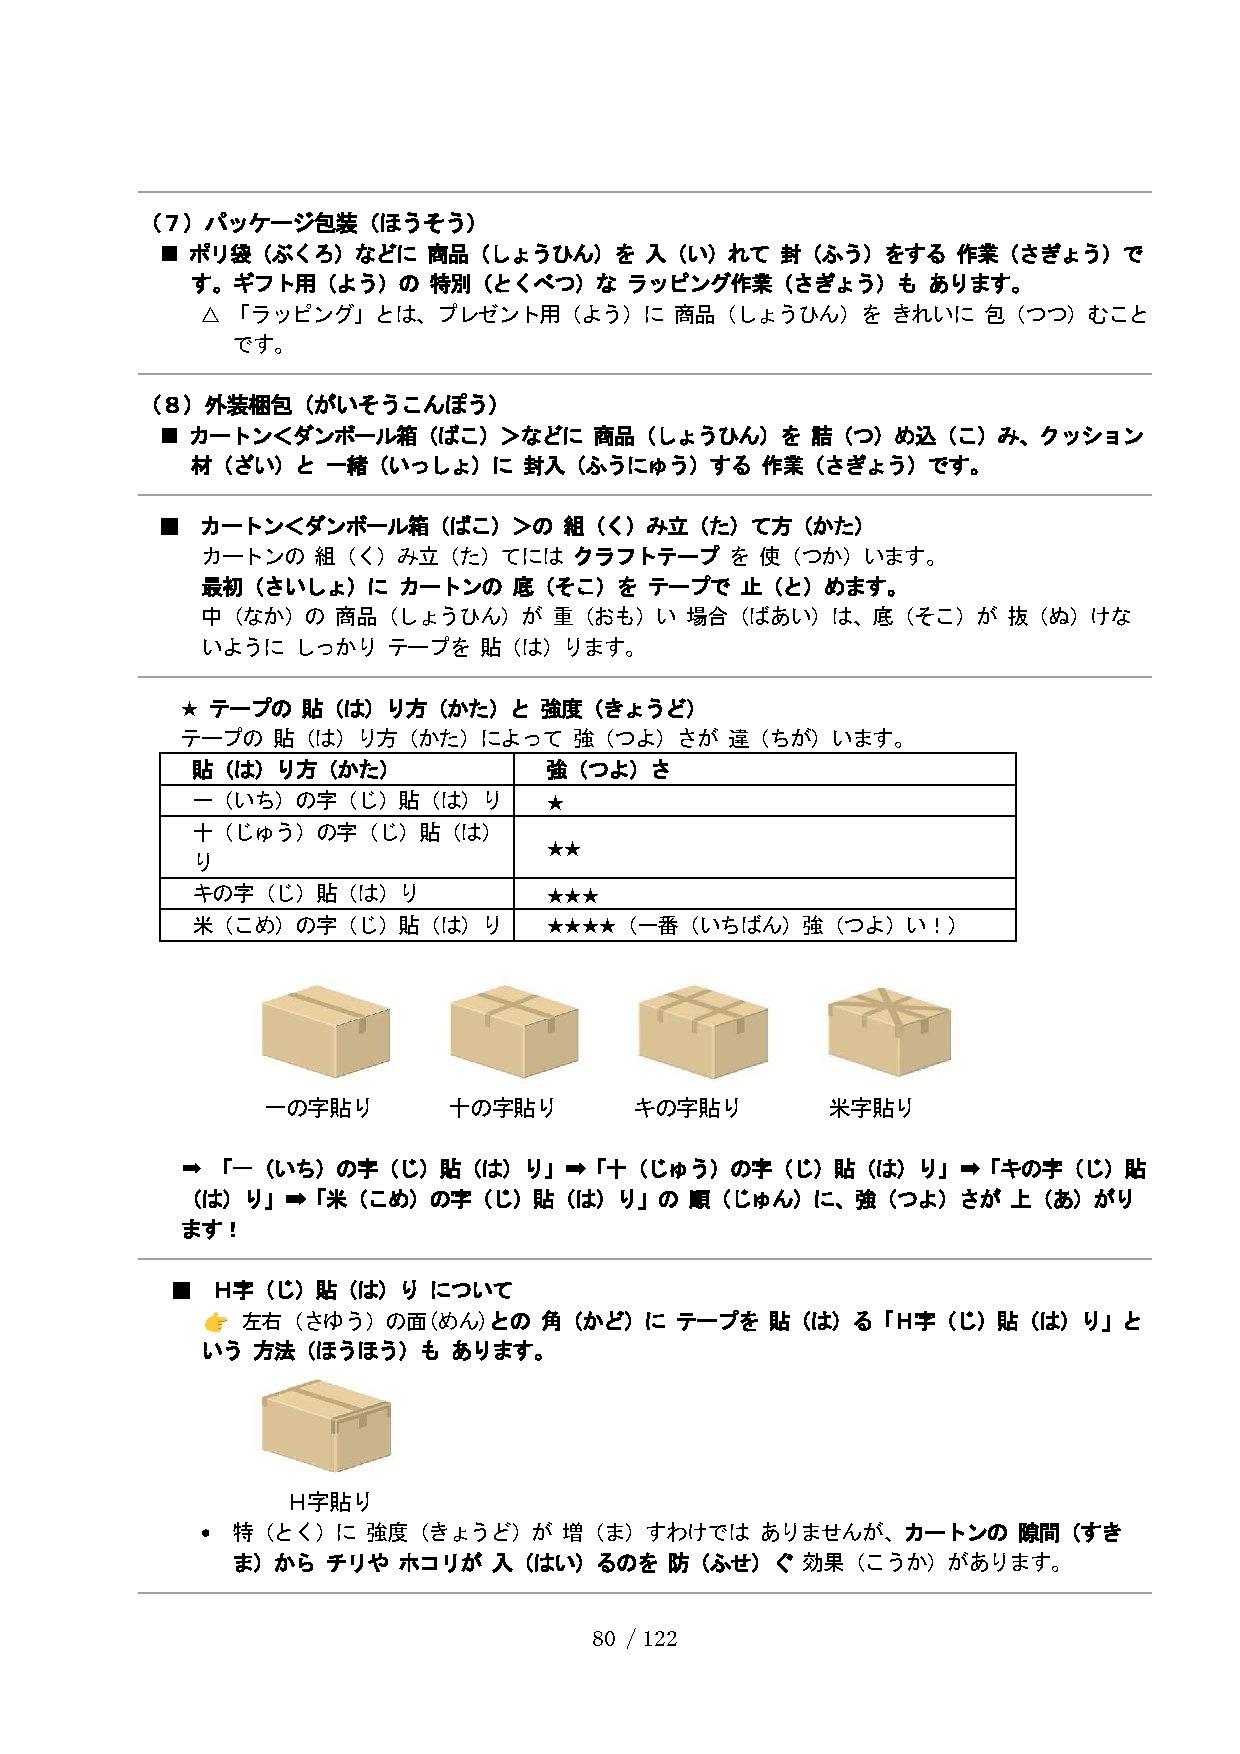 （７）パッケージ包装（ほうそう）
■ ポリ袋（ぶくろ）などに 商品（しょうひん）を 入（い）れて 封（ふう）をする 作業（さぎょう）で
す。ギフト用（よう）の 特別（とくべつ）な ラッピング作業（さぎょう）も あります。
△ 「ラッピング」とは、プレゼント用（よう）に 商品（しょうひん）を きれいに 包（つつ）むこと
です。
（８）外装梱包（がいそうこんぽう）
■ カートン＜ダンボール箱（ばこ）＞などに 商品（しょうひん）を 詰（つ）め込（こ）み、クッション
材（ざい）と 一緒（いっしょ）に 封入（ふうにゅう）する 作業（さぎょう）です。
■ カートン＜ダンボール箱（ばこ）＞の 組（く）み立（た）て方（かた）
カートンの 組（く）み立（た）てには クラフトテープ を 使（つか）います。
最初（さいしょ）に カートンの 底（そこ）を テープで 止（と）めます。
中（なか）の 商品（しょうひん）が 重（おも）い 場合（ばあい）は、底（そこ）が 抜（ぬ）けな
いように しっかり テープを 貼（は）ります。
★ テープの 貼（は）り方（かた）と 強度（きょうど）
テープの 貼（は）り方（かた）によって 強（つよ）さが 違（ちが）います。
貼（は）り方（かた） 強（つよ）さ
一（いち）の字（じ）貼（は）り ★
十（じゅう）の字（じ）貼（は）
り ★★
キの字（じ）貼（は）り ★★★
米（こめ）の字（じ）貼（は）り ★★★★（一番（いちばん）強（つよ）い！）
一の字貼り 十の字貼り キの字貼り 米字貼り
➡ 「一（いち）の字（じ）貼（は）り」➡「十（じゅう）の字（じ）貼（は）り」➡「キの字（じ）貼
（は）り」➡「米（こめ）の字（じ）貼（は）り」の 順（じゅん）に、強（つよ）さが 上（あ）がり
ます！
■ Ｈ字（じ）貼（は）り について
👉 左右（さゆう）の面(めん)との 角（かど）に テープを 貼（は）る「Ｈ字（じ）貼（は）り」と
いう 方法（ほうほう）も あります。
Ｈ字貼り
• 特（とく）に 強度（きょうど）が 増（ま）すわけでは ありませんが、カートンの 隙間（すき
ま）から チリや ホコリが 入（はい）るのを 防（ふせ）ぐ 効果（こうか）があります。
80 / 122